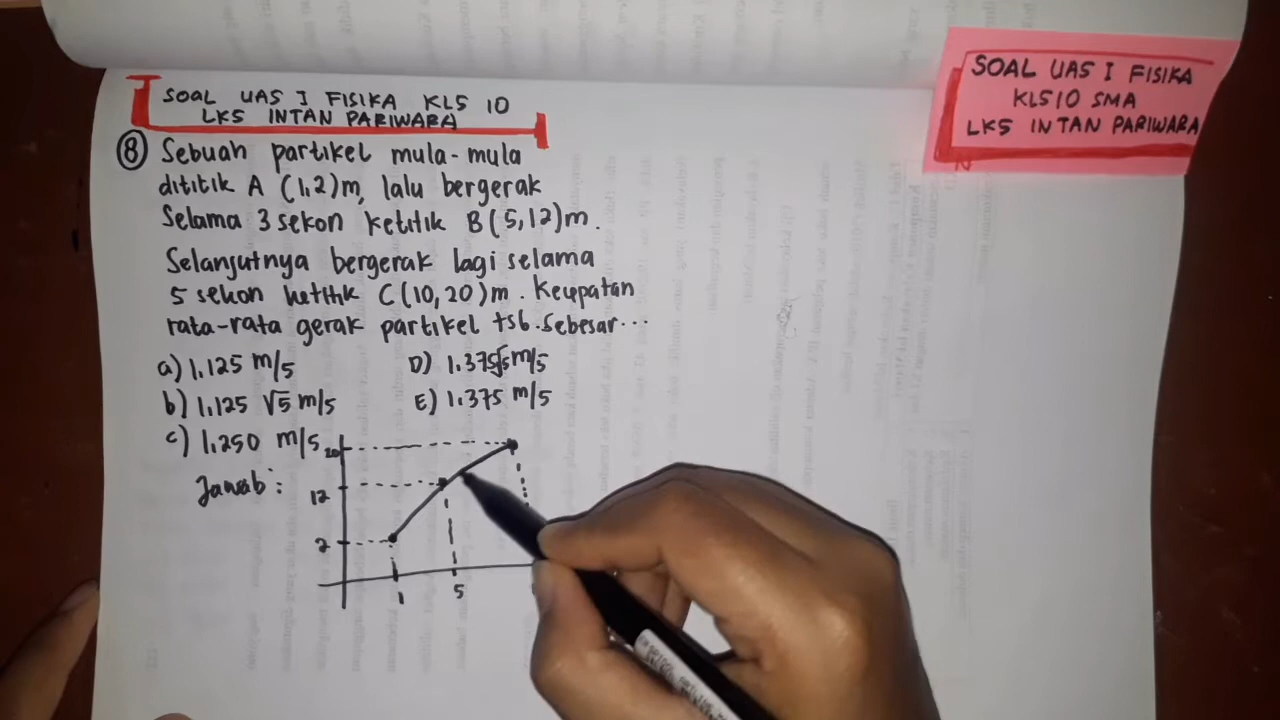 SOAL UAS I FISIKA KLS 10
LKS INTAN PARIWARA
SOAL UAS I FISIKA
KLS10 SMA
LKS INTAN PARIWARA
8 Sebuah partikel mula-mula
dititik A (1,2)m, lalu bergerak
Selama 3 sekon ketitik B(5,12)m.
Selanjutnya bergerak lagi selama
5 sekon ketitik C(10,20)m. Kecepatan
rata-rata gerak partikel tsb. Sebesar...
a) 1.125 m/s D) 1.375√5 m/s
b) 1.125 √5 m/s E) 1.375 m/s
c) 1.250 m/s
Jawab:
20
12
2
1 5